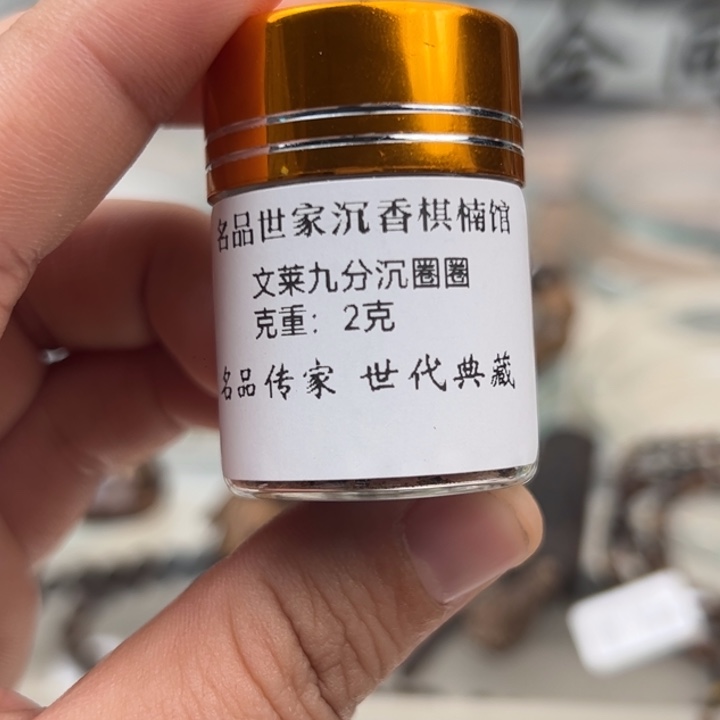 名品世家沉香棋楠馆
文莱九分沉圈圈
克重：2克
名品传家 世代典藏